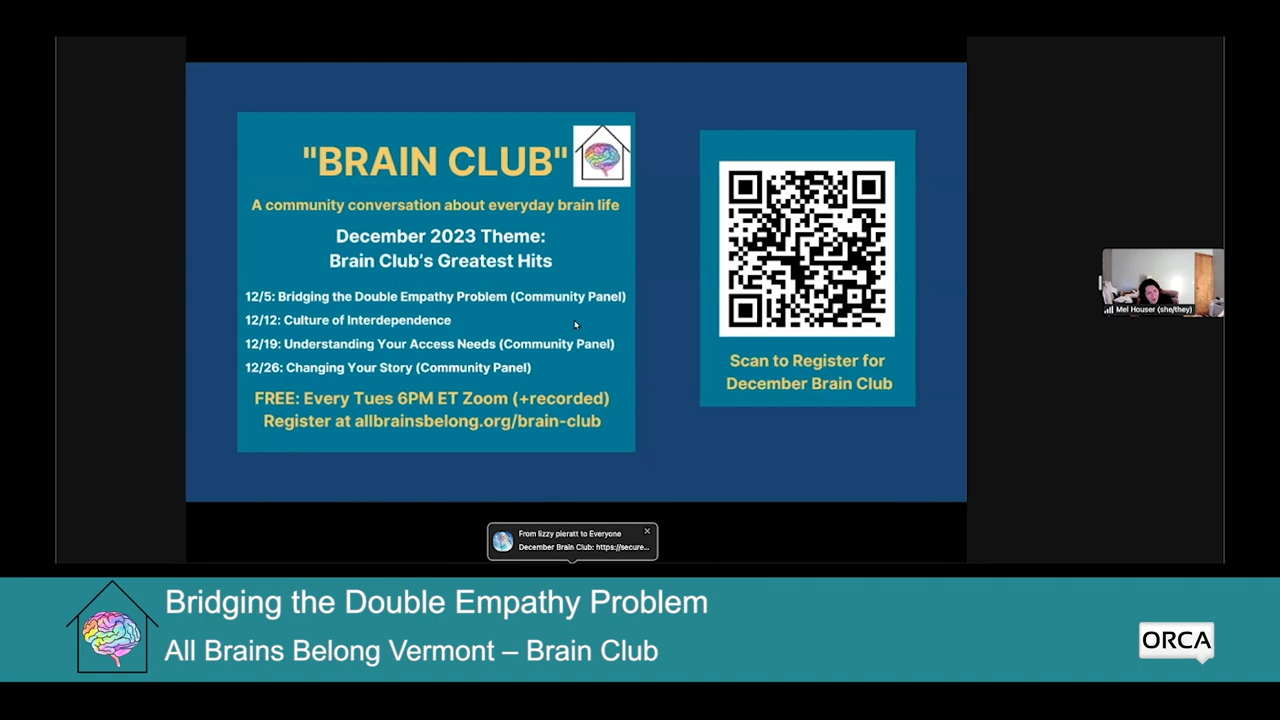 "BRAIN CLUB"
A community conversation about everyday brain life
December 2023 Theme:
Brain Club's Greatest Hits
12/5: Bridging the Double Empathy Problem (Community Panel)
12/12: Culture of Interdependence
12/19: Understanding Your Access Needs (Community Panel)
12/26: Changing Your Story (Community Panel)
FREE: Every Tues 6PM ET Zoom (+recorded)
Register at allbrainsbelong.org/brain-club
Scan to Register for
December Brain Club
Mel Houser (she/they)
From lizzy pieratt to Everyone
December Brain Club: https://secure...
Bridging the Double Empathy Problem
All Brains Belong Vermont – Brain Club
ORCA